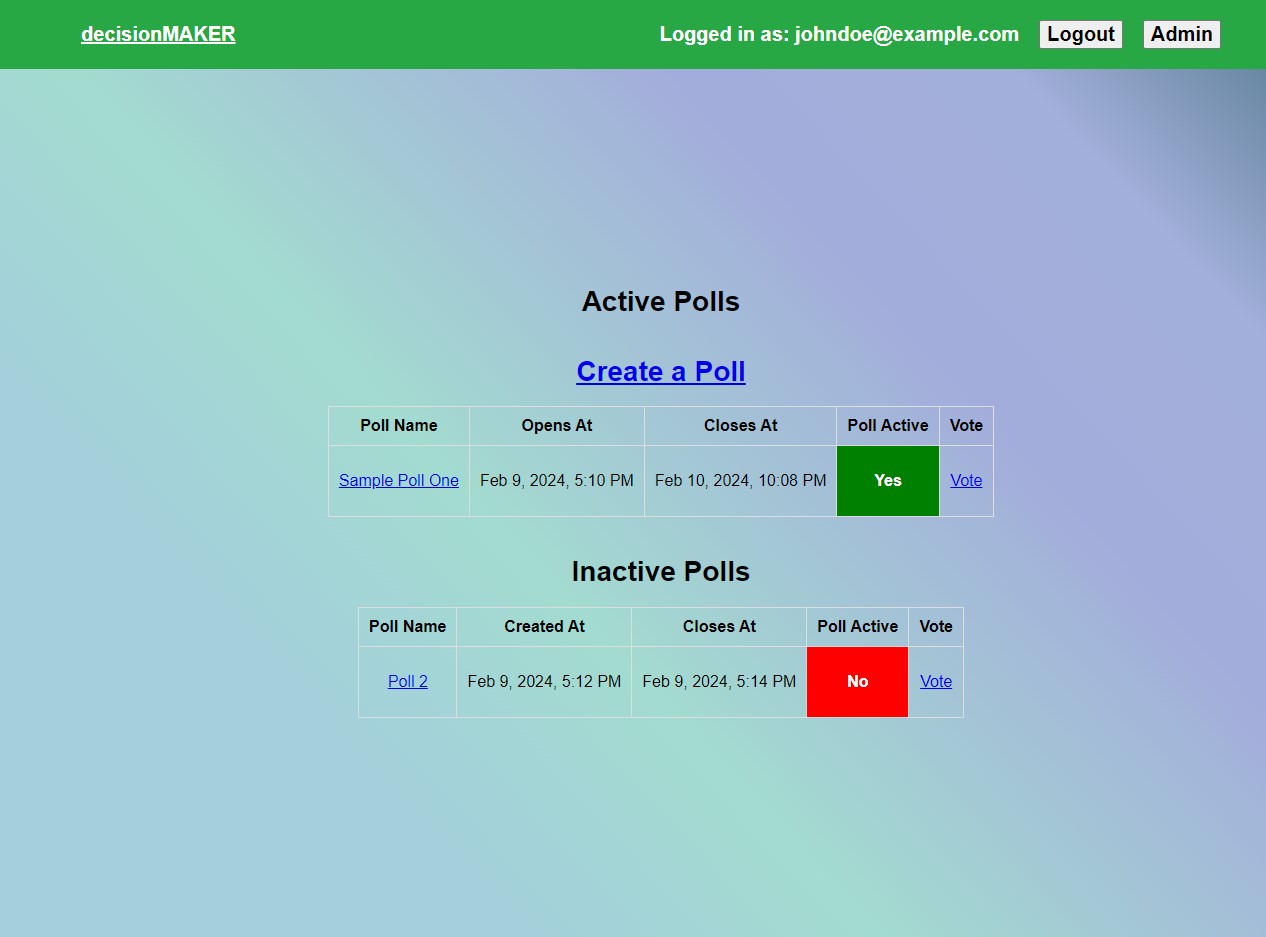 decisionMAKER Logged in as: johndoe@example.com Logout Admin
Active Polls
Create a Poll
Poll Name Opens At Closes At Poll Active Vote
Sample Poll One Feb 9, 2024, 5:10 PM Feb 10, 2024, 10:08 PM Yes Vote
Inactive Polls
Poll Name Created At Closes At Poll Active Vote
Poll 2 Feb 9, 2024, 5:12 PM Feb 9, 2024, 5:14 PM No Vote